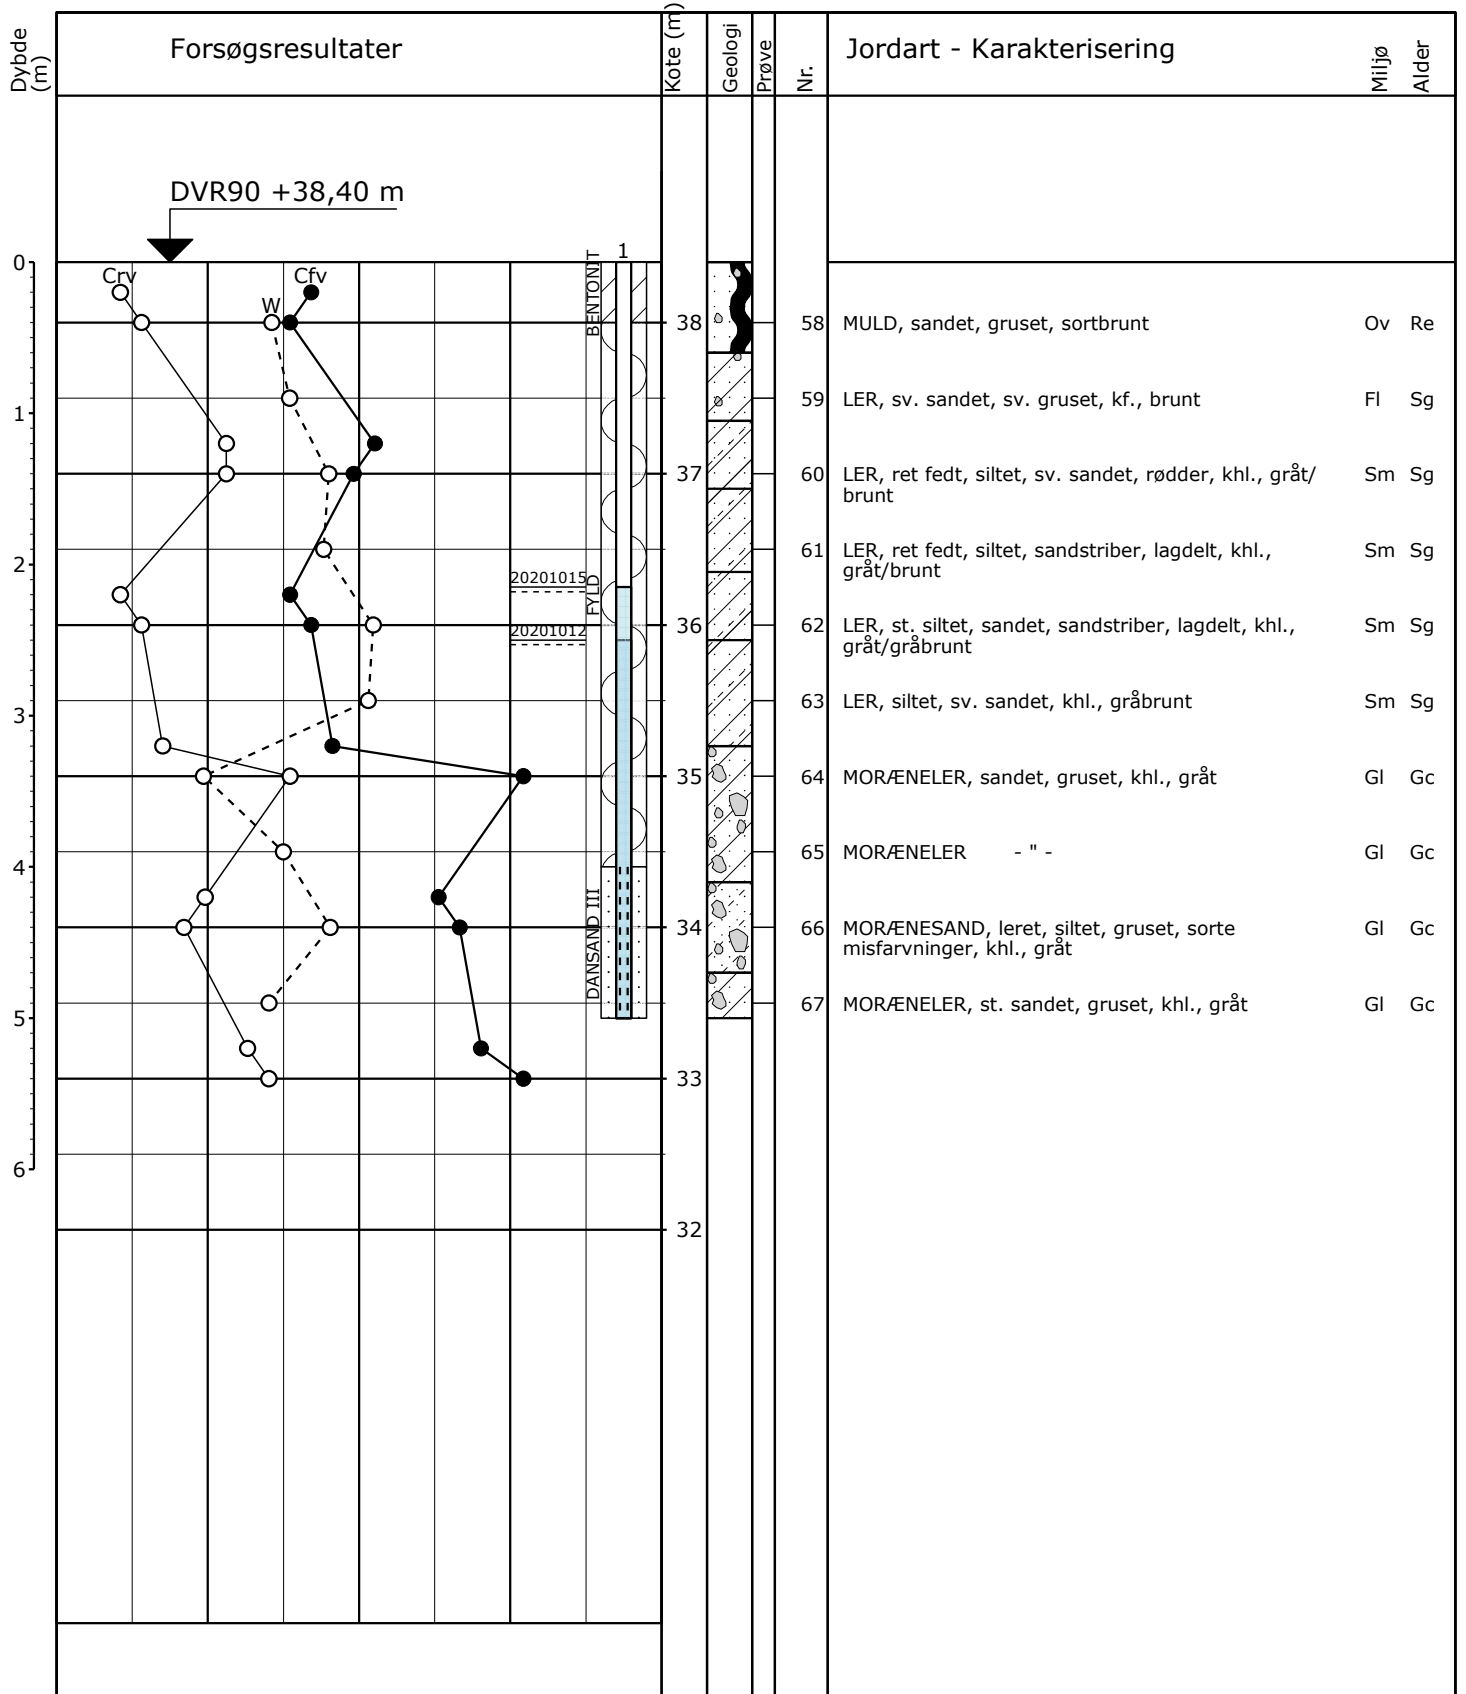 Dybde
(m)
Forsøgsresultater
Kote (m)
Geologi
Prøve
Nr.
Jordart - Karakterisering
Miljø
Alder
DVR90 +38,40 m
0
1
2
3
4
5
6
Crv
W
Cfv
1
BENTONIT
FYLD
DANSAND III
20201015
20201012
38
37
36
35
34
33
32
58 MULD, sandet, gruset, sortbrunt Ov Re
59 LER, sv. sandet, sv. gruset, kf., brunt Fl Sg
60 LER, ret fedt, siltet, sv. sandet, rødder, khl., gråt/ Sm Sg
brunt
61 LER, ret fedt, siltet, sandstriber, lagdelt, khl., Sm Sg
gråt/brunt
62 LER, st. siltet, sandet, sandstriber, lagdelt, khl., Sm Sg
gråt/gråbrunt
63 LER, siltet, sv. sandet, khl., gråbrunt Sm Sg
64 MORÆNELER, sandet, gruset, khl., gråt Gl Gc
65 MORÆNELER - " - Gl Gc
66 MORÆNESAND, leret, siltet, gruset, sorte Gl Gc
misfarvninger, khl., gråt
67 MORÆNELER, st. sandet, gruset, khl., gråt Gl Gc